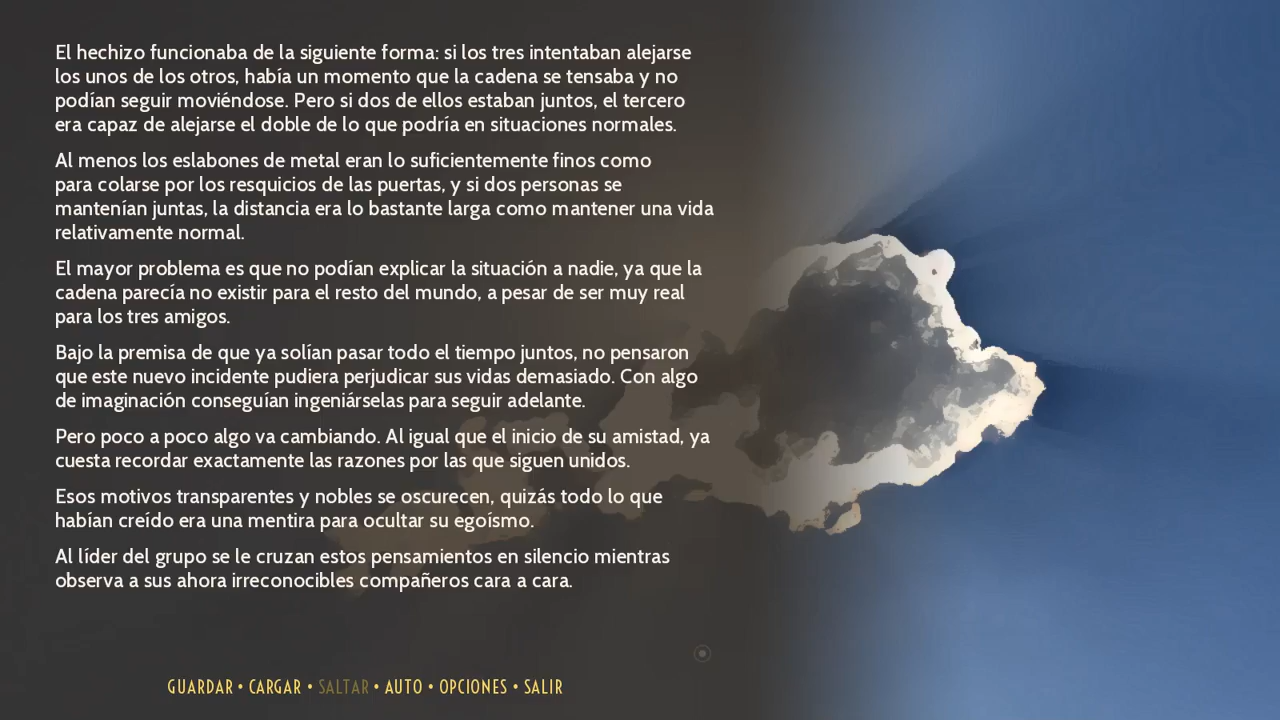 El hechizo funcionaba de la siguiente forma: si los tres intentaban alejarse
los unos de los otros, había un momento que la cadena se tensaba y no
podían seguir moviéndose. Pero si dos de ellos estaban juntos, el tercero
era capaz de alejarse el doble de lo que podría en situaciones normales.
Al menos los eslabones de metal eran lo suficientemente finos como
para colarse por los resquicios de las puertas, y si dos personas se
mantenían juntas, la distancia era lo bastante larga como mantener una vida
relativamente normal.
El mayor problema es que no podían explicar la situación a nadie, ya que la
cadena parecía no existir para el resto del mundo, a pesar de ser muy real
para los tres amigos.
Bajo la premisa de que ya solían pasar todo el tiempo juntos, no pensaron
que este nuevo incidente pudiera perjudicar sus vidas demasiado. Con algo
de imaginación conseguían ingeniárselas para seguir adelante.
Pero poco a poco algo va cambiando. Al igual que el inicio de su amistad, ya
cuesta recordar exactamente las razones por las que siguen unidos.
Esos motivos transparentes y nobles se oscurecen, quizás todo lo que
habían creído era una mentira para ocultar su egoísmo.
Al líder del grupo se le cruzan estos pensamientos en silencio mientras
observa a sus ahora irreconocibles compañeros cara a cara.
GUARDAR • CARGAR • SALTAR • AUTO • OPCIONES • SALIR